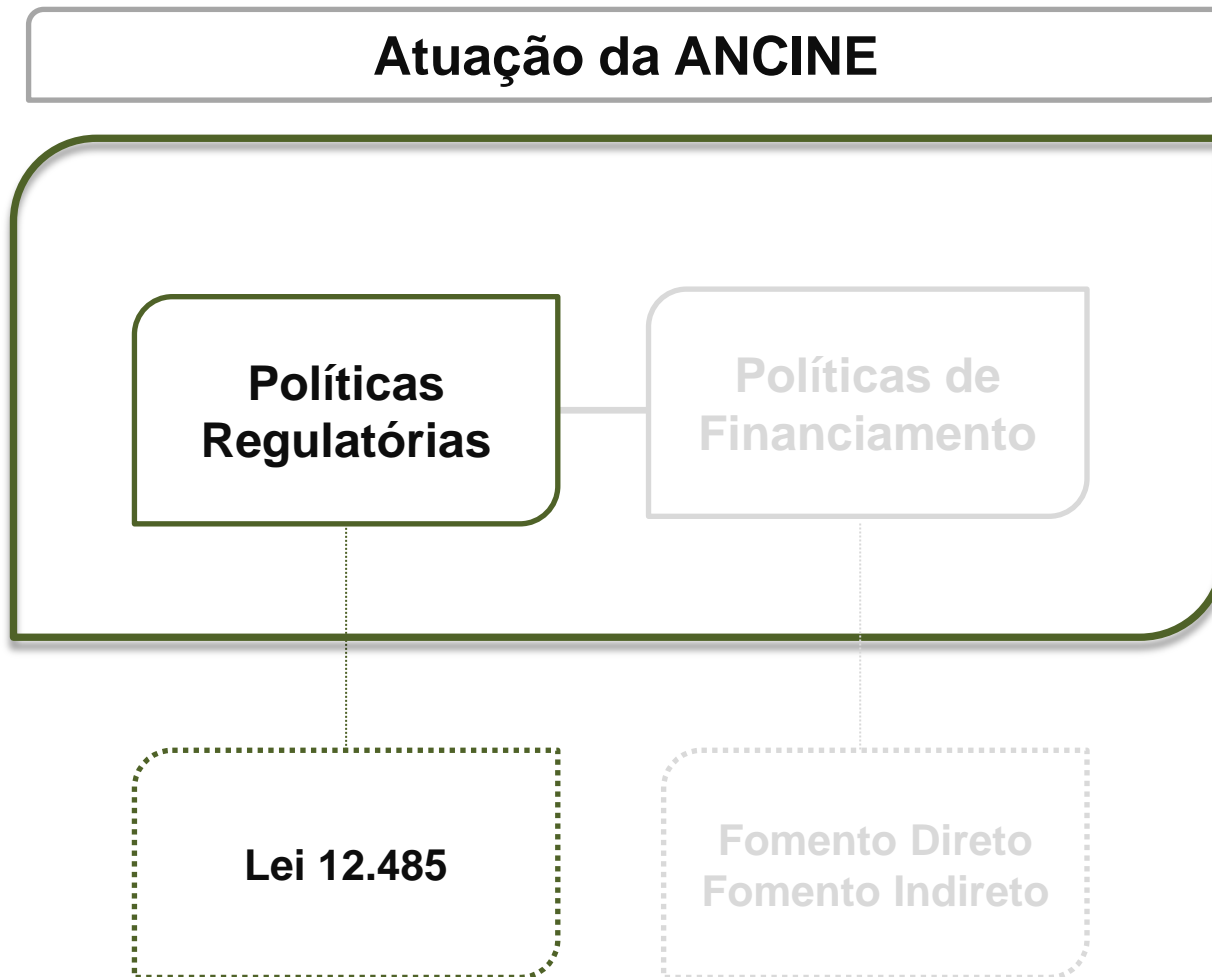 Atuação da ANCINE
Políticas
Regulatórias
Políticas de
Financiamento
Lei 12.485
Fomento Direto
Fomento Indireto